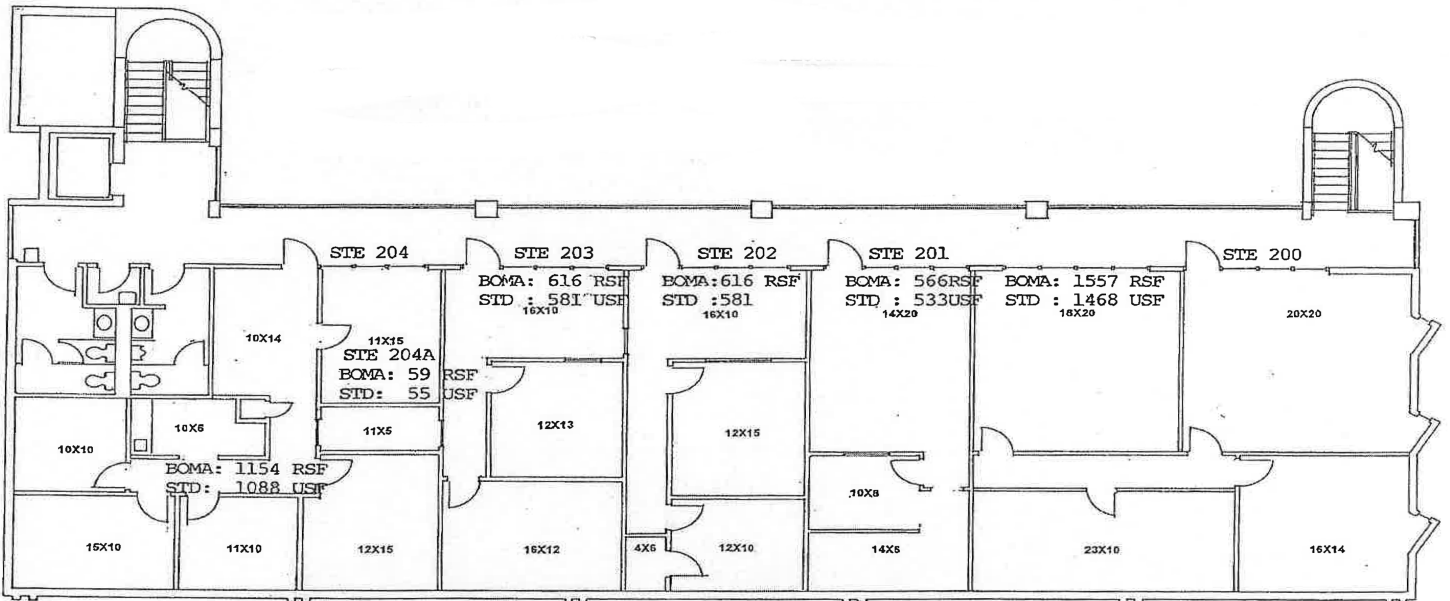 STE 204
STE 203
STE 202
STE 201
STE 200
BOMA: 616 RSF
STD : 581 USF
BOMA:616 RSF
STD :581
BOMA: 566RSF
STD : 533USF
BOMA: 1557 RSF
STD : 1468 USF
16X10
16X10
14X20
18X20
20X20
10X14
11X15
STE 204A
BOMA: 59 RSF
STD: 55 USF
10X10
10X6
11X5
12X13
12X15
BOMA: 1154 RSF
STD: 1088 USF
10X8
15X10
11X10
12X15
16X12
4X6
12X10
14X6
23X10
16X14